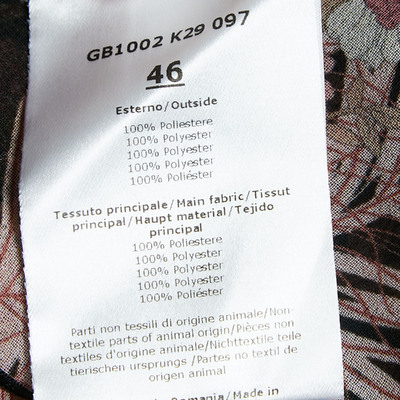 GB1002 K29 097
46
Esterno/Outside
100% Poliestere
100% Polyester
100% Polyester
100% Polyester
100% Poliéster
Tessuto principale/Main fabric/Tissut
principal/Haupt material/Tejido
principal
100% Poliestere
100% Polyester
100% Polyester
100% Polyester
100% Poliéster
Parti non tessili di origine animale/Non-
textile parts of animal origin/Pièces non
textiles d'origine animale/Nichttextile teile
tierischen ursprungs /Partes no textil de
origen animal
Romania/Made in